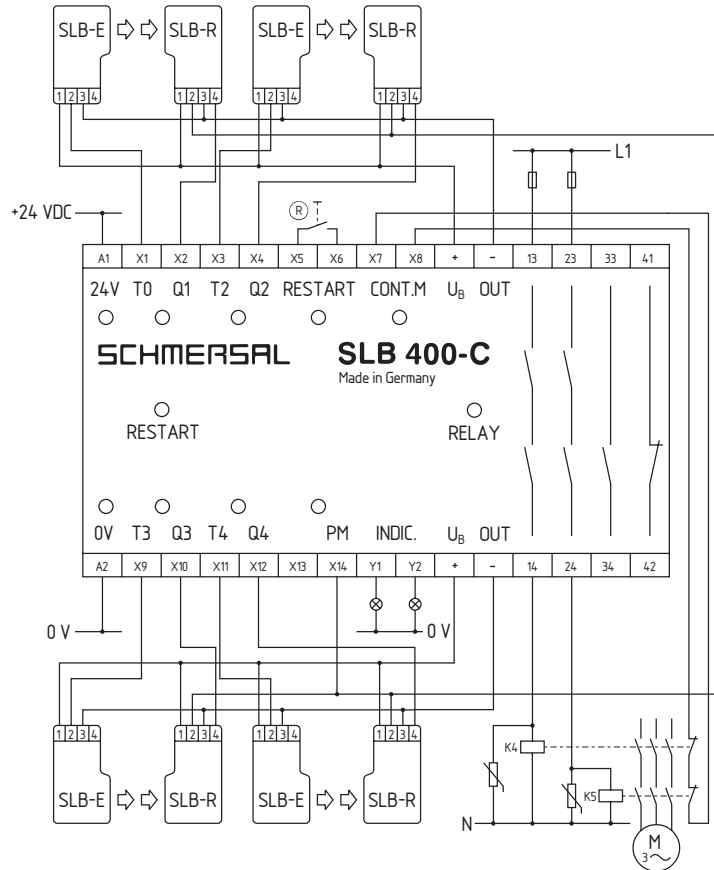 SLB-E SLB-R SLB-E SLB-R
1 2 3 4 1 2 3 4 1 2 3 4 1 2 3 4
L1
+24 VDC
R
A1 X1 X2 X3 X4 X5 X6 X7 X8 + - 13 23 33 41
24V T0 Q1 T2 Q2 RESTART CONT.M UB OUT
SCHMERSAL SLB 400-C
Made in Germany
RESTART RELAY
0V T3 Q3 T4 Q4 PM INDIC. UB OUT
A2 X9 X10 X11 X12 X13 X14 Y1 Y2 + - 14 24 34 42
0 V 0 V
1 2 3 4 1 2 3 4 1 2 3 4 1 2 3 4
K4
SLB-E SLB-R SLB-E SLB-R
K5
N
M
3